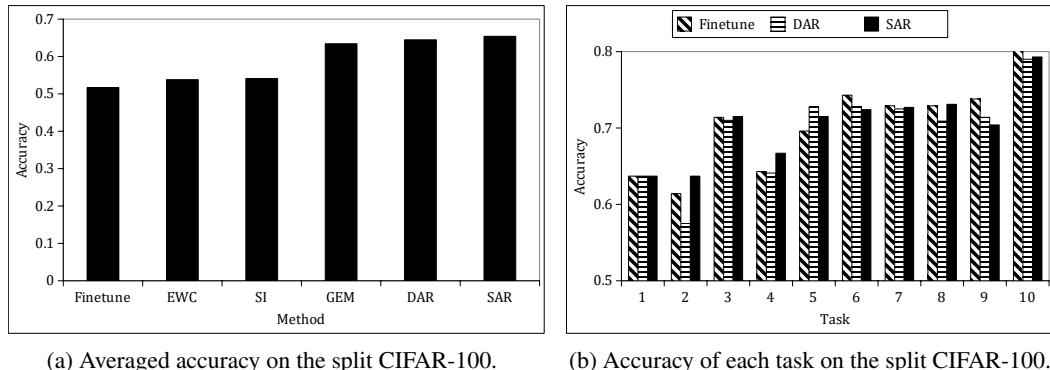 0.7
0.6
0.5
0.4
0.3
0.2
0.1
0
Accuracy
Finetune EWC SI GEM DAR SAR
Method
(a) Averaged accuracy on the split CIFAR-100.
Finetune DAR SAR
0.8
0.7
0.6
0.5
Accuracy
1 2 3 4 5 6 7 8 9 10
Task
(b) Accuracy of each task on the split CIFAR-100.